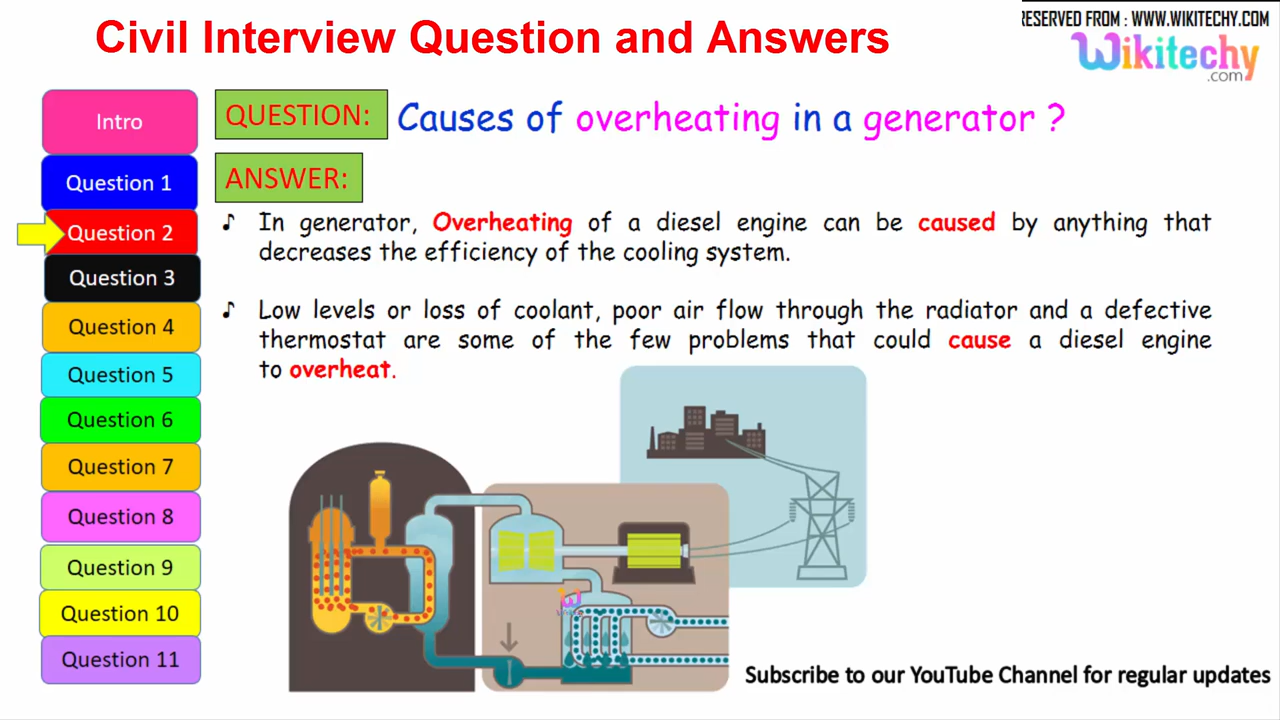 Civil Interview Question and Answers
RESERVED FROM : WWW.WIKITECHY.COM
Wikitechy
.com
Intro
Question 1
Question 2
Question 3
Question 4
Question 5
Question 6
Question 7
Question 8
Question 9
Question 10
Question 11
QUESTION: Causes of overheating in a generator ?
ANSWER:
♪ In generator, Overheating of a diesel engine can be caused by anything that
decreases the efficiency of the cooling system.
♪ Low levels or loss of coolant, poor air flow through the radiator and a defective
thermostat are some of the few problems that could cause a diesel engine
to overheat.
Subscribe to our YouTube Channel for regular updates